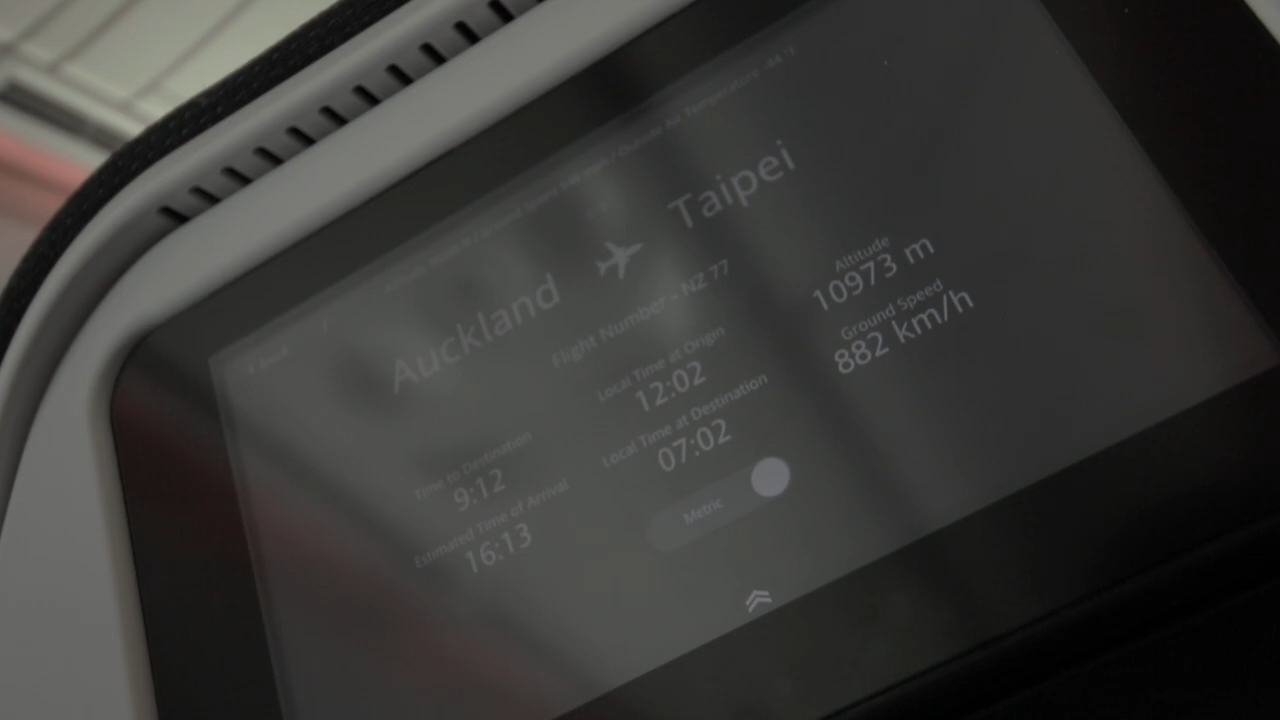 Auckland Taipei
Flight Number - NZ 77
Altitude
10973 m
Ground Speed
882 km/h
Local Time at Origin
12:02
Local Time at Destination
07:02
Time to Destination
9:12
Estimated Time of Arrival
16:13
Metric